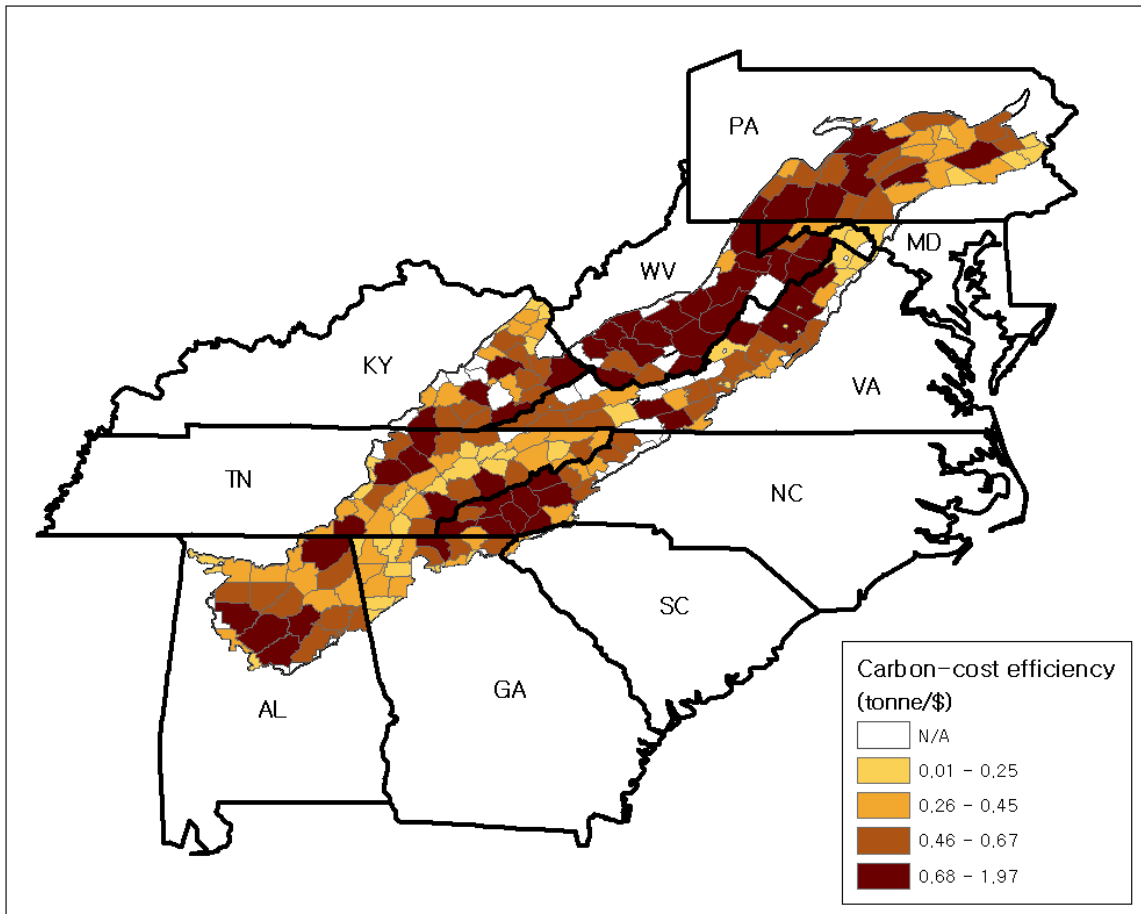 PA
MD
WV
KY
VA
TN
NC
SC
GA
AL
Carbon-cost efficiency
(tonne/$)
N/A
0.01 - 0.25
0.26 - 0.45
0.46 - 0.67
0.68 - 1.97